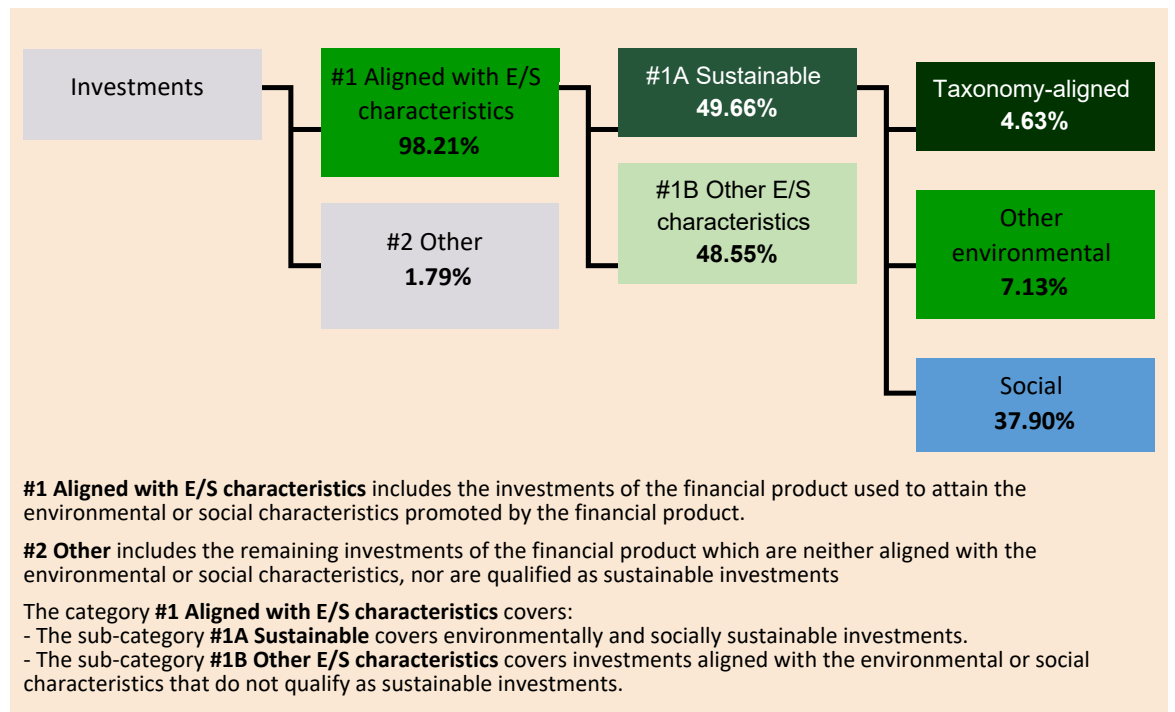 Investments
#1 Aligned with E/S
characteristics
98.21%
#2 Other
1.79%
#1A Sustainable
49.66%
#1B Other E/S
characteristics
48.55%
Taxonomy-aligned
4.63%
Other
environmental
7.13%
Social
37.90%
#1 Aligned with E/S characteristics includes the investments of the financial product used to attain the
environmental or social characteristics promoted by the financial product.
#2 Other includes the remaining investments of the financial product which are neither aligned with the
environmental or social characteristics, nor are qualified as sustainable investments
The category #1 Aligned with E/S characteristics covers:
- The sub-category #1A Sustainable covers environmentally and socially sustainable investments.
- The sub-category #1B Other E/S characteristics covers investments aligned with the environmental or social
characteristics that do not qualify as sustainable investments.